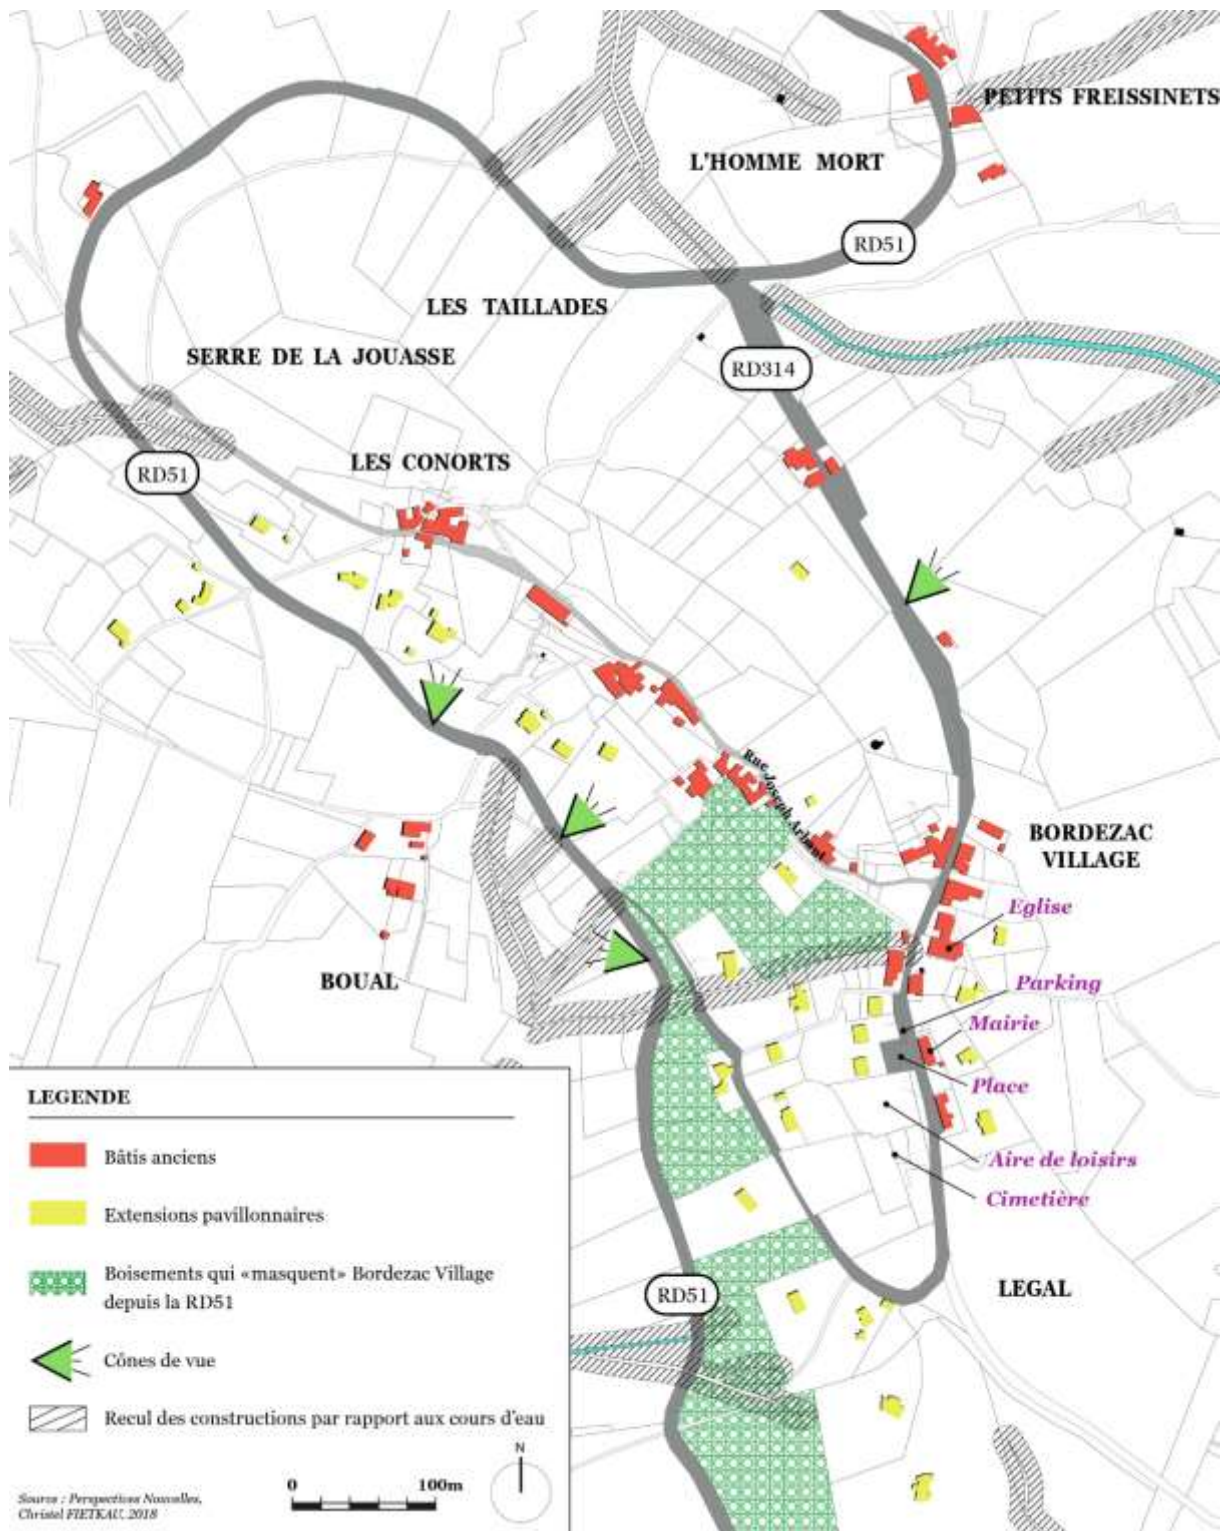 PETITS FREISSINETS
L'HOMME MORT
RD51
LES TAILLADES
SERRE DE LA JOUASSE
RD314
LES CONORTS
RD51
Rue Joseph Arbout
BORDEZAC
VILLAGE
Eglise
BOUAL
Parking
Mairie
Place
Aire de loisirs
Cimetière
LEGAL
RD51
LEGENDE
Bâtis anciens
Extensions pavillonnaires
Boisements qui «masquent» Bordezac Village
depuis la RD51
Cônes de vue
Recul des constructions par rapport aux cours d'eau
N
0 100m
Source : Perspectives Nouvelles,
Christel FIETKAU, 2018